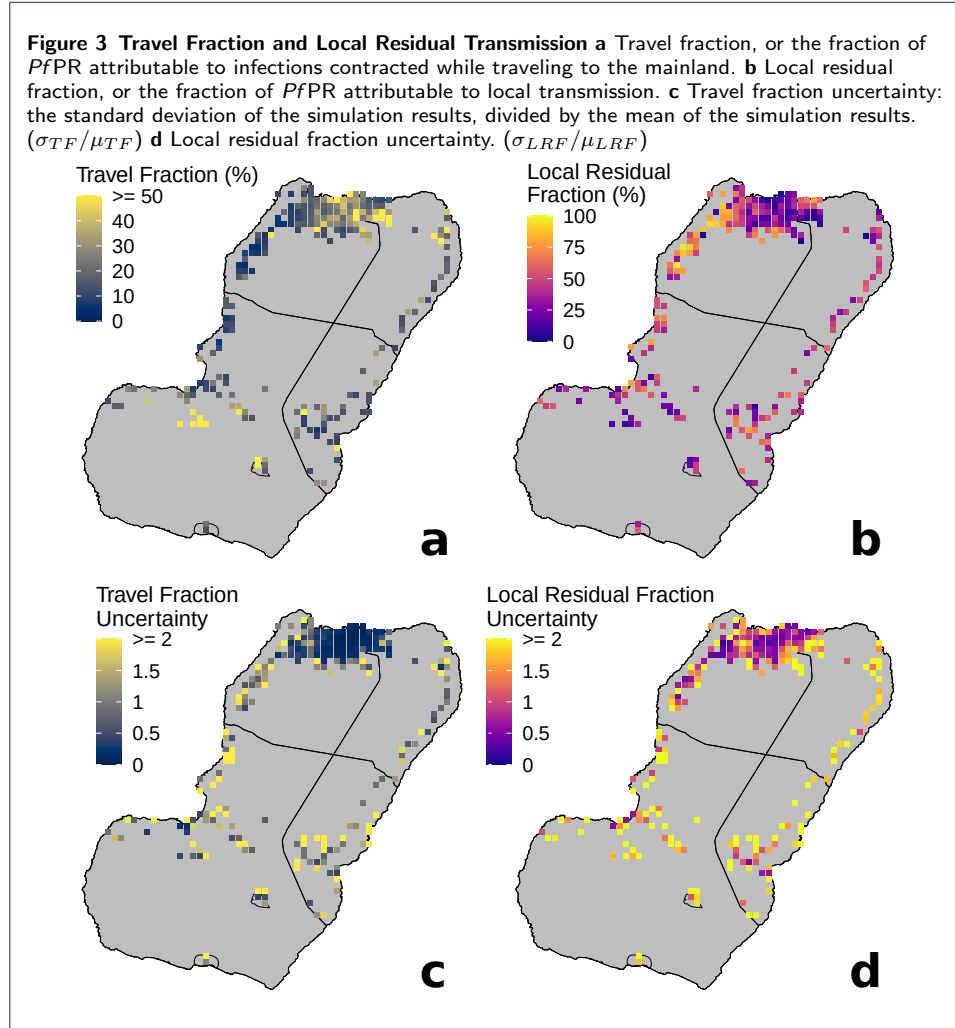 Figure 3 Travel Fraction and Local Residual Transmission a Travel fraction, or the fraction of
PfPR attributable to infections contracted while traveling to the mainland. b Local residual
fraction, or the fraction of PfPR attributable to local transmission. c Travel fraction uncertainty:
the standard deviation of the simulation results, divided by the mean of the simulation results.
(σTF/μTF) d Local residual fraction uncertainty. (σLRF/μLRF)
Travel Fraction (%)
>= 50
40
30
20
10
0
a
Local Residual
Fraction (%)
100
75
50
25
0
b
Travel Fraction
Uncertainty
>= 2
1.5
1
0.5
0
c
Local Residual Fraction
Uncertainty
>= 2
1.5
1
0.5
0
d